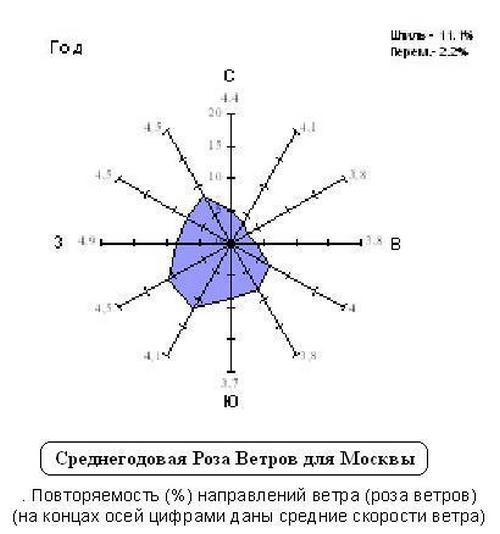 Год
Штиль - 11.1%
Перем.- 2.2%
С
4.4
20
4,5
4,1
15
4,5
10
3,8
5
З
4.9
3.8
В
4,5
4
4,1
3,8
3.7
Ю
Среднегодовая Роза Ветров для Москвы
. Повторяемость (%) направлений ветра (роза ветров)
(на концах осей цифрами даны средние скорости ветра)